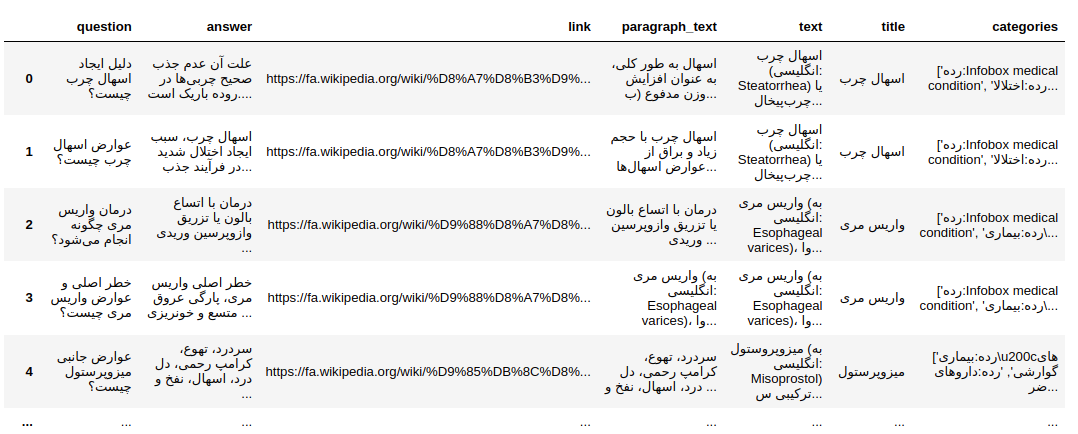 question answer link paragraph_text text title categories
0
دلیل ایجاد
اسهال چرب
چیست؟
علت آن عدم جذب
صحیح چربی‌ها در
روده باریک است....
https://fa.wikipedia.org/wiki/%D8%A7%D8%B3%D9%...
اسهال به طور کلی،
به عنوان افزایش
وزن مدفوع (ب...
اسهال چرب
(انگلیسی:
Steatorrhea) یا
چرب‌پیخال...
اسهال چرب
['رده:Infobox medical
condition', 'رده:اختلالا...
1
عوارض اسهال
چرب چیست؟
اسهال چرب، سبب
ایجاد اختلال شدید
در فرآیند جذب...
https://fa.wikipedia.org/wiki/%D8%A7%D8%B3%D9%...
اسهال چرب با حجم
زیاد و براق از
عوارض اسهال‌ها...
اسهال چرب
(انگلیسی:
Steatorrhea) یا
چرب‌پیخال...
اسهال چرب
['رده:Infobox medical
condition', 'رده:اختلالا...
2
درمان واریس
مری چگونه
انجام می‌شود؟
درمان با اتساع
بالون یا تزریق
وازوپرسین وریدی
...
https://fa.wikipedia.org/wiki/%D9%88%D8%A7%D8%...
درمان با اتساع بالون
یا تزریق وازوپرسین
وریدی ...
واریس مری (به
انگلیسی:
Esophageal
varices)، وا...
واریس مری
['رده:Infobox medical
condition', 'رده:بیماری\...
3
خطر اصلی و
عوارض واریس
مری چیست؟
خطر اصلی واریس
مری، پارگی عروق
متسع و خونریزی ...
https://fa.wikipedia.org/wiki/%D9%88%D8%A7%D8%...
واریس مری (به
انگلیسی:
Esophageal
varices)، وا...
واریس مری (به
انگلیسی:
Esophageal
varices)، وا...
واریس مری
['رده:Infobox medical
condition', 'رده:بیماری\...
4
عوارض جانبی
میزوپرستول
چیست؟
سردرد، تهوع،
کرامپ رحمی، دل
درد، اسهال، نفخ و
...
https://fa.wikipedia.org/wiki/%D9%85%DB%8C%D8%...
سردرد، تهوع،
کرامپ رحمی، دل
درد، اسهال، نفخ و ...
میزوپروستول (به
انگلیسی:
Misoprostol)
ترکیبی س...
میزوپرستول
['رده:بیماری\u200cهای
گوارشی', 'رده:داروهای
ضر...
... ... ... ... ... ... ... ...